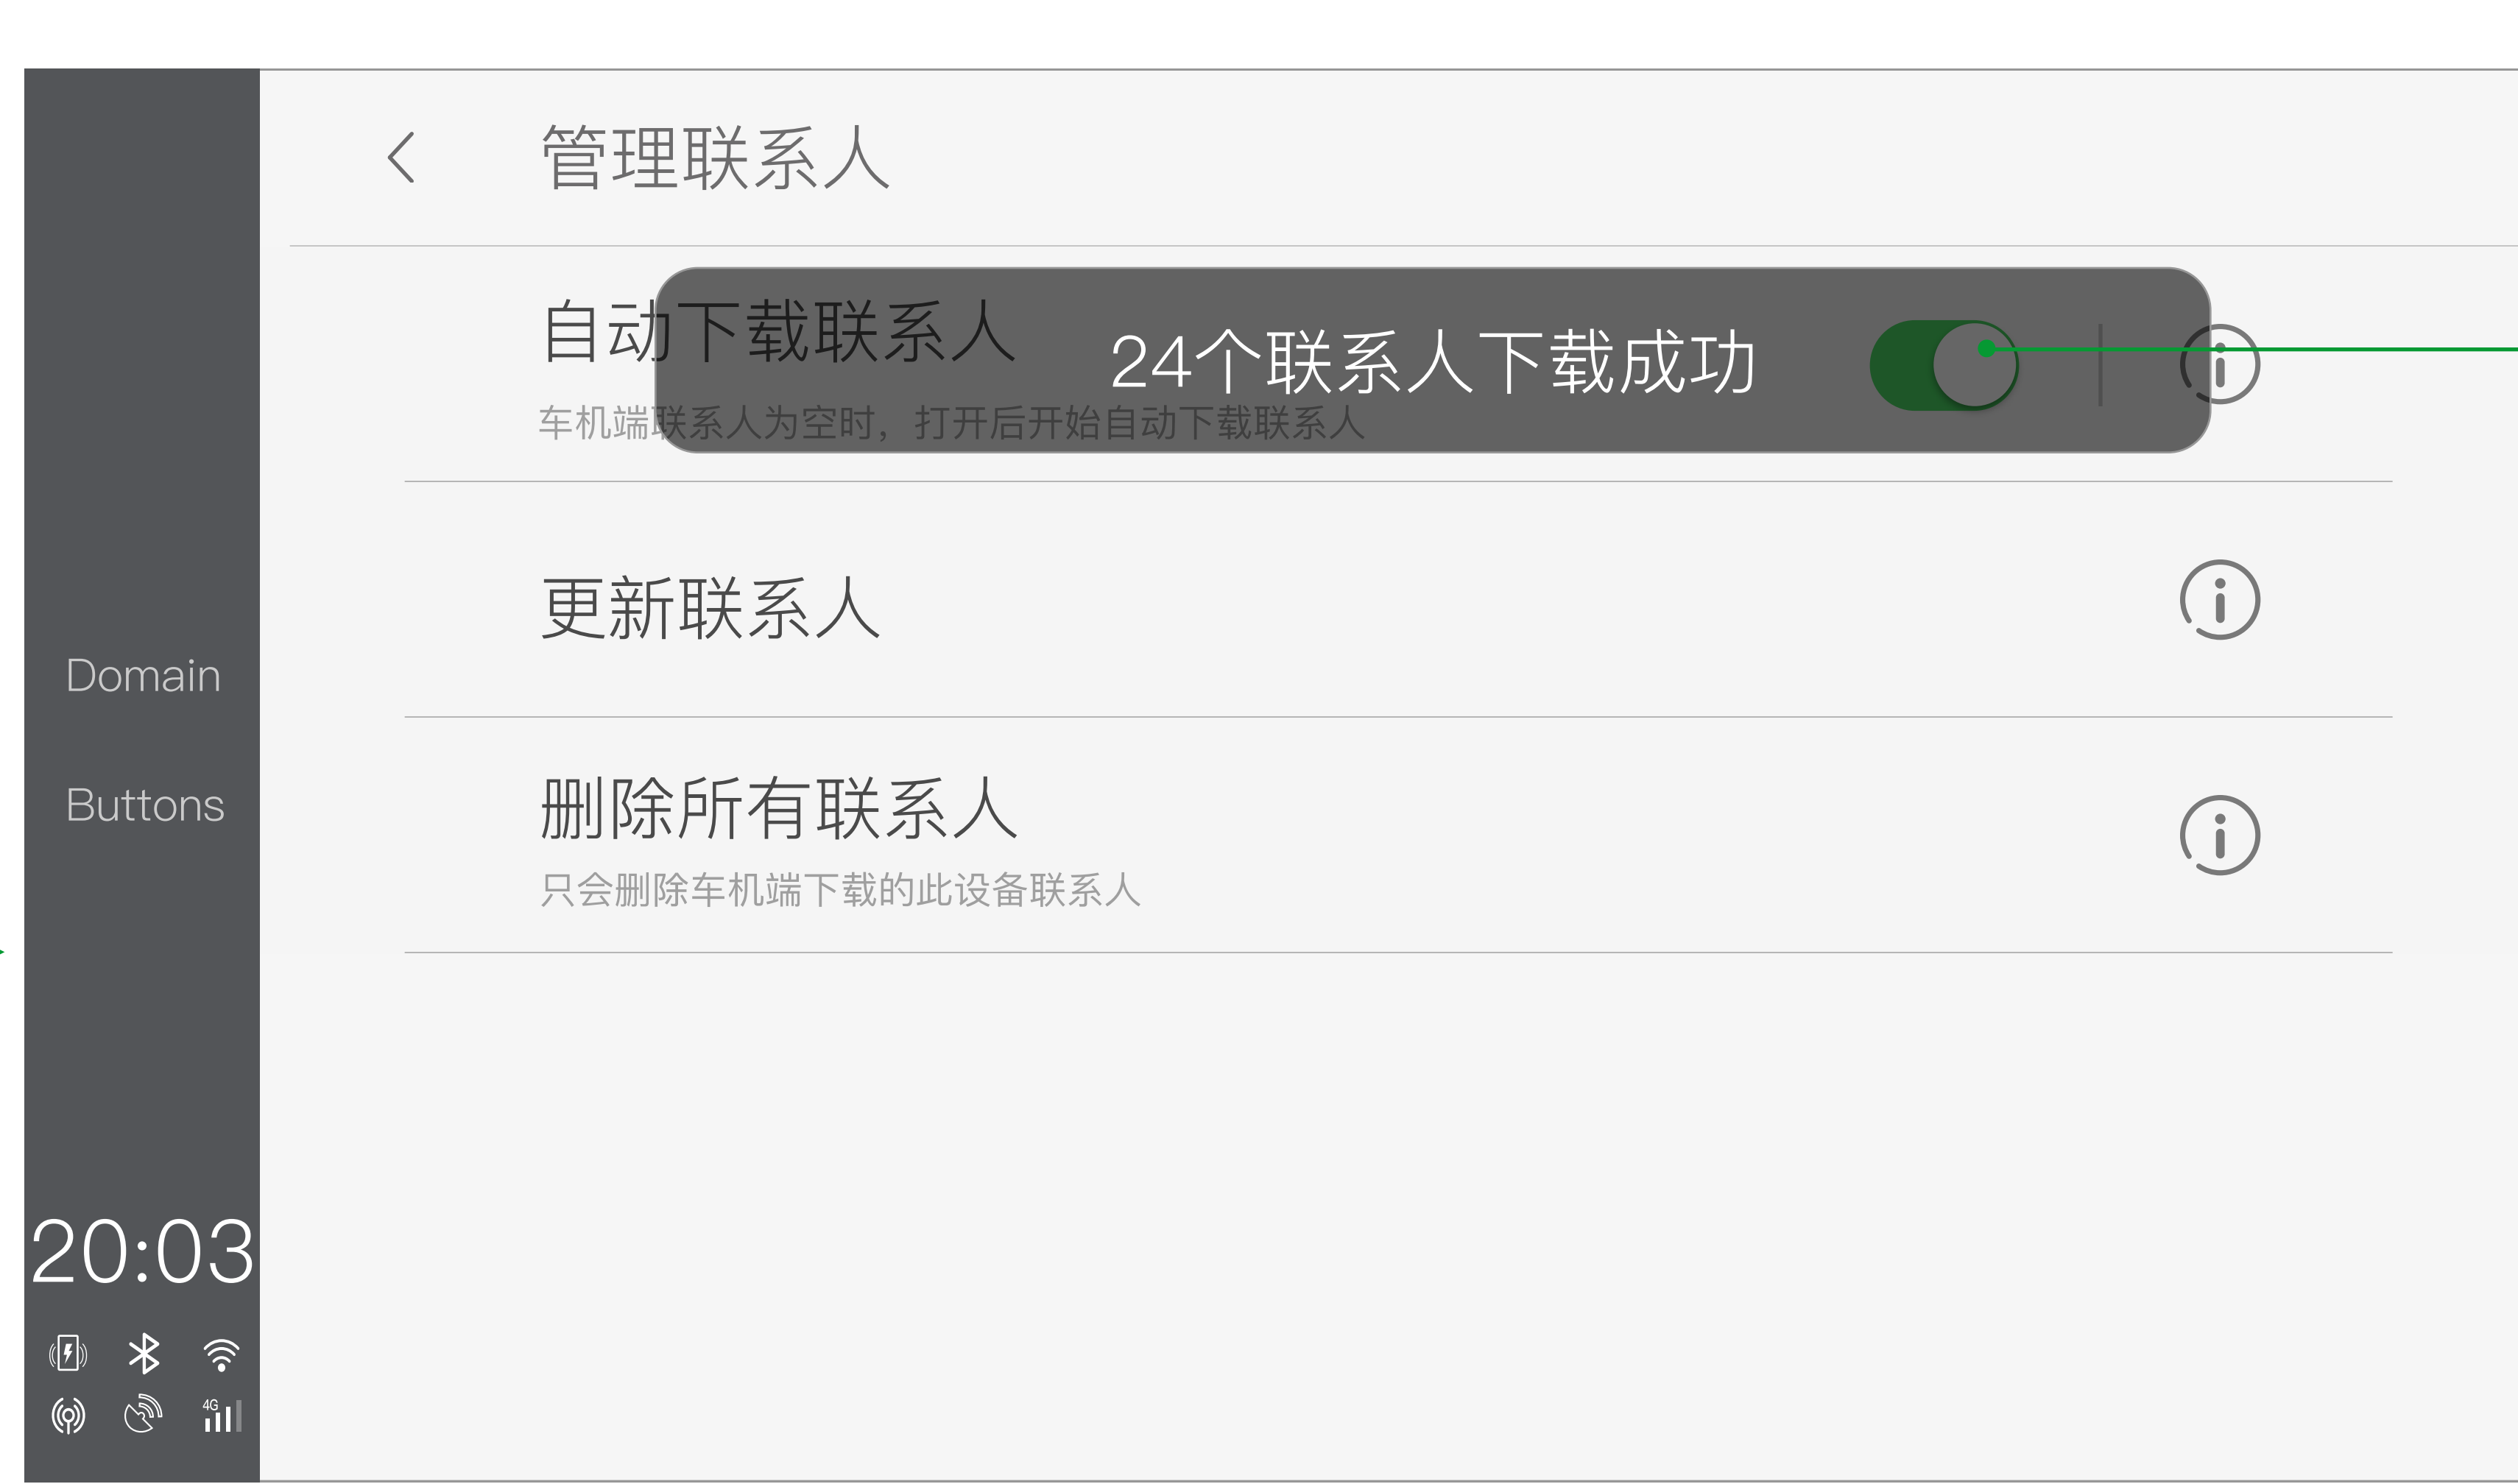 管理联系人
自动下载联系人
24个联系人下载成功
车机端联系人为空时，打开后开始自动下载联系人
更新联系人
Domain
删除所有联系人
Buttons
只会删除车机端下载的此设备联系人
20:03
4G